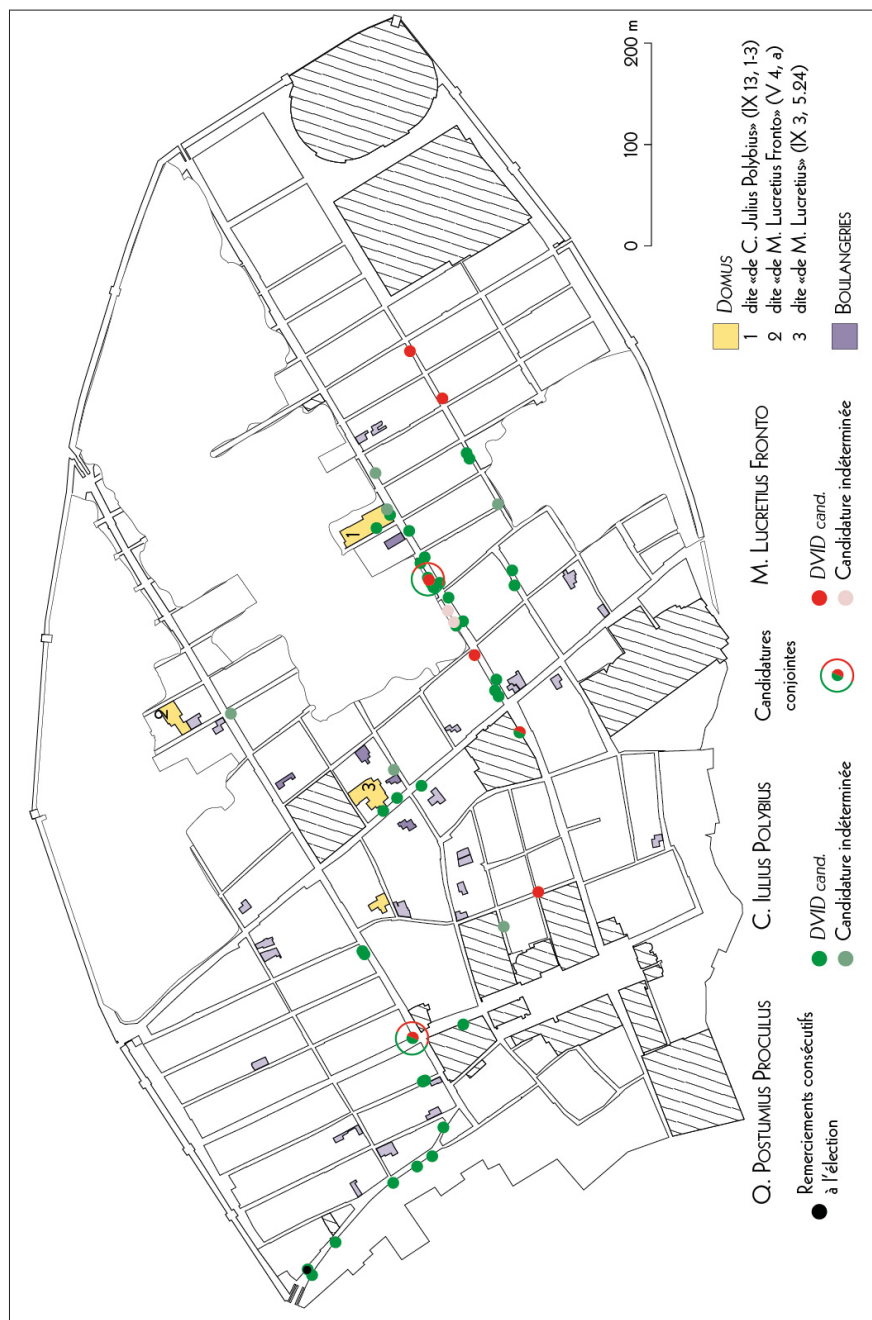 1
2
3
0 100 200 m
Q. POSTUMUS PROCULUS
Remerciements consécutifs
à l'élection
C. IULIUS POLYBIUS
DVID cand.
Candidature indéterminée
Candidatures
conjointes
M. LUCRETIUS FRONTO
DVID cand.
Candidature indéterminée
DOMUS
1 dite «de C. Julius Polybius» (IX 13, 1-3)
2 dite «de M. Lucretius Fronto» (V 4, a)
3 dite «de M. Lucretius» (IX 3, 5.24)
BOULANGERIES